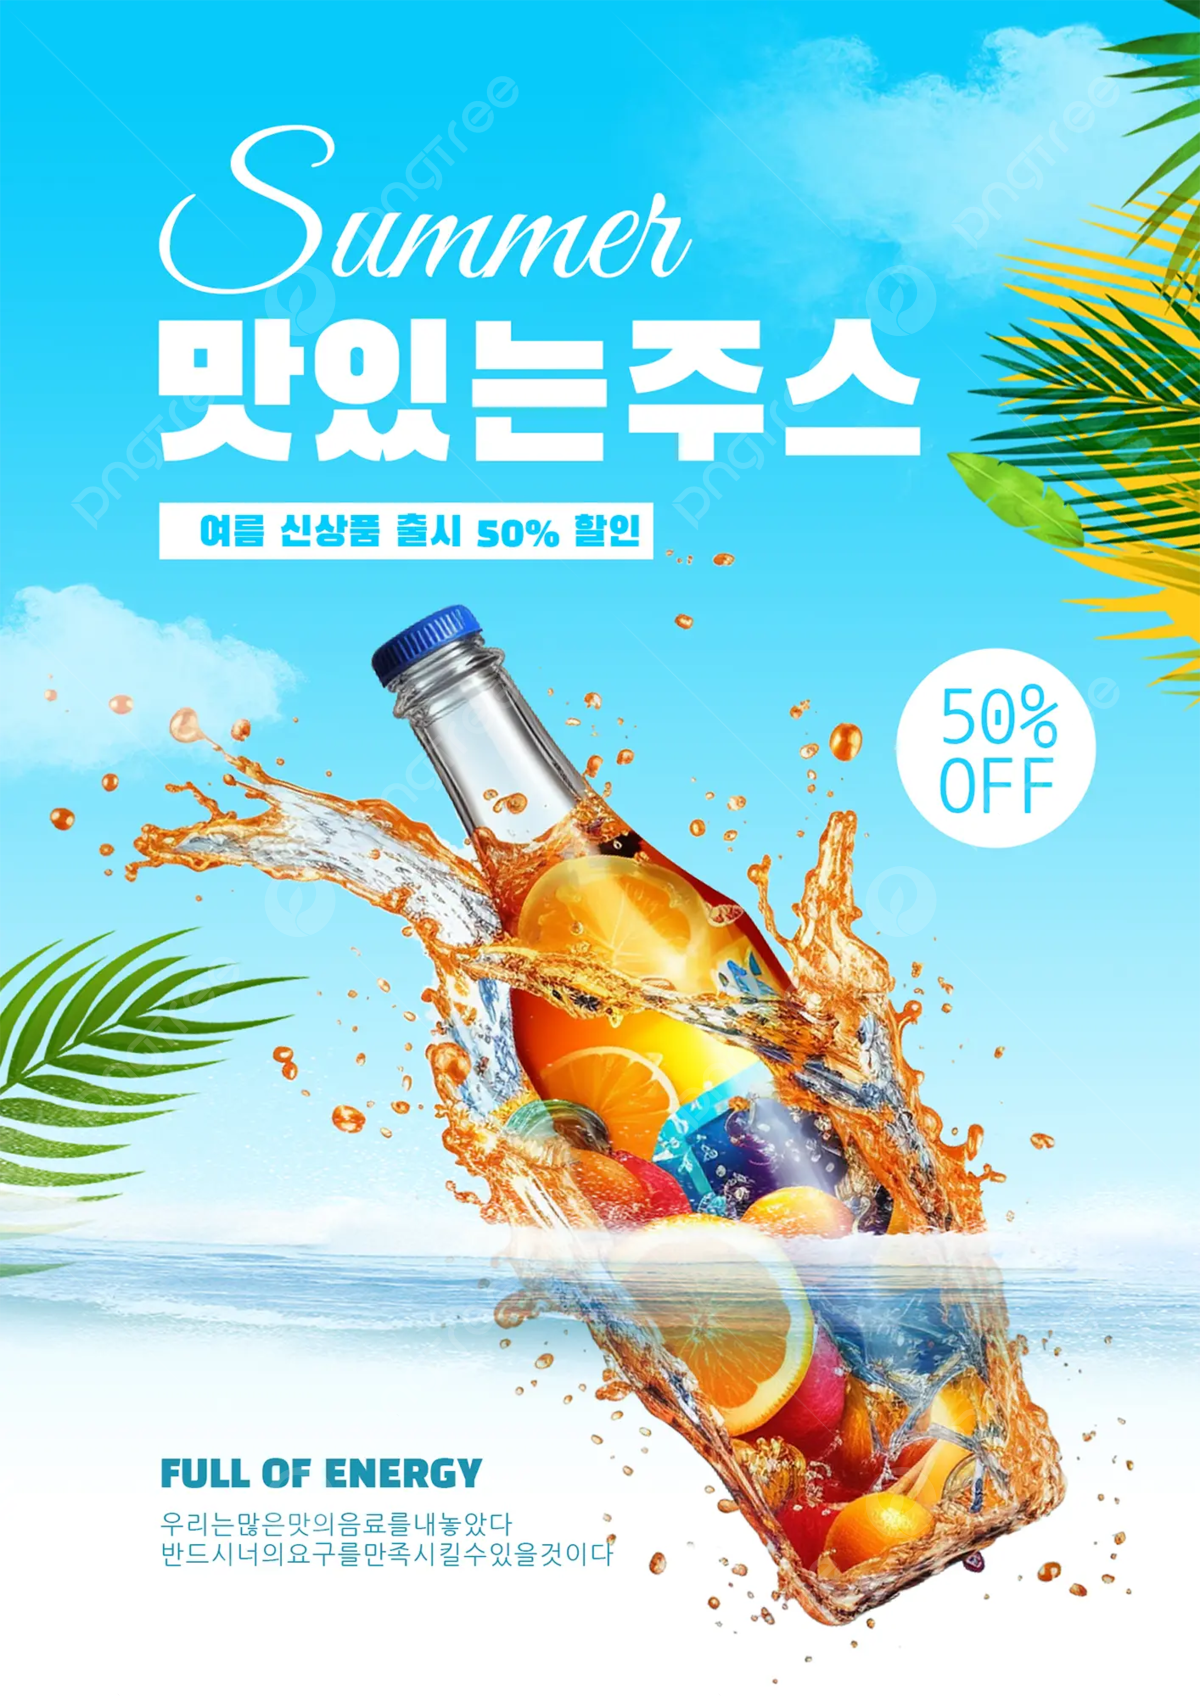 Summer
맛있는주스
여름 신상품 출시 50% 할인
50%
OFF
FULL OF ENERGY
우리는많은맛의음료를내놓았다
반드시너의요구를만족시킬수있을것이다
pngtree